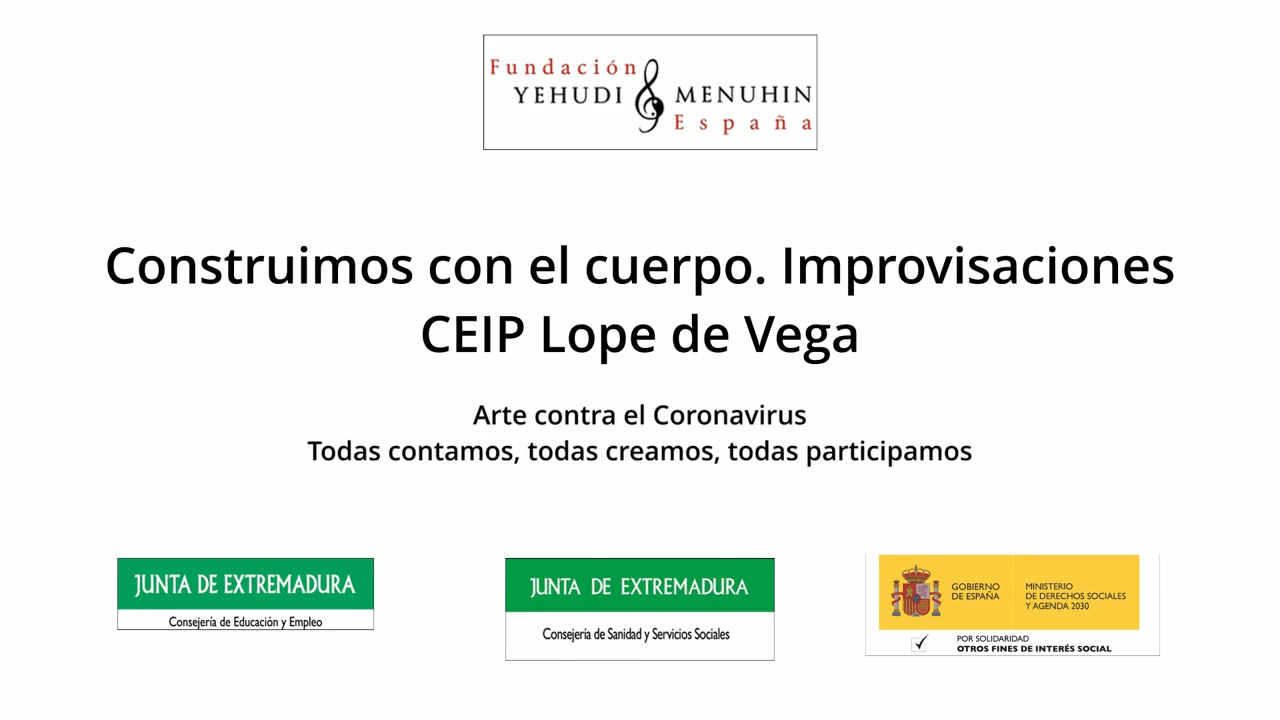 Fundación
YEHUDI MENUHIN
España
Construimos con el cuerpo. Improvisaciones
CEIP Lope de Vega
Arte contra el Coronavirus
Todas contamos, todas creamos, todas participamos
JUNTA DE EXTREMADURA
Consejería de Educación y Empleo
JUNTA DE EXTREMADURA
Consejería de Sanidad y Servicios Sociales
GOBIERNO
DE ESPAÑA
MINISTERIO
DE DERECHOS SOCIALES
Y AGENDA 2030
POR SOLIDARIDAD
OTROS FINES DE INTERÉS SOCIAL